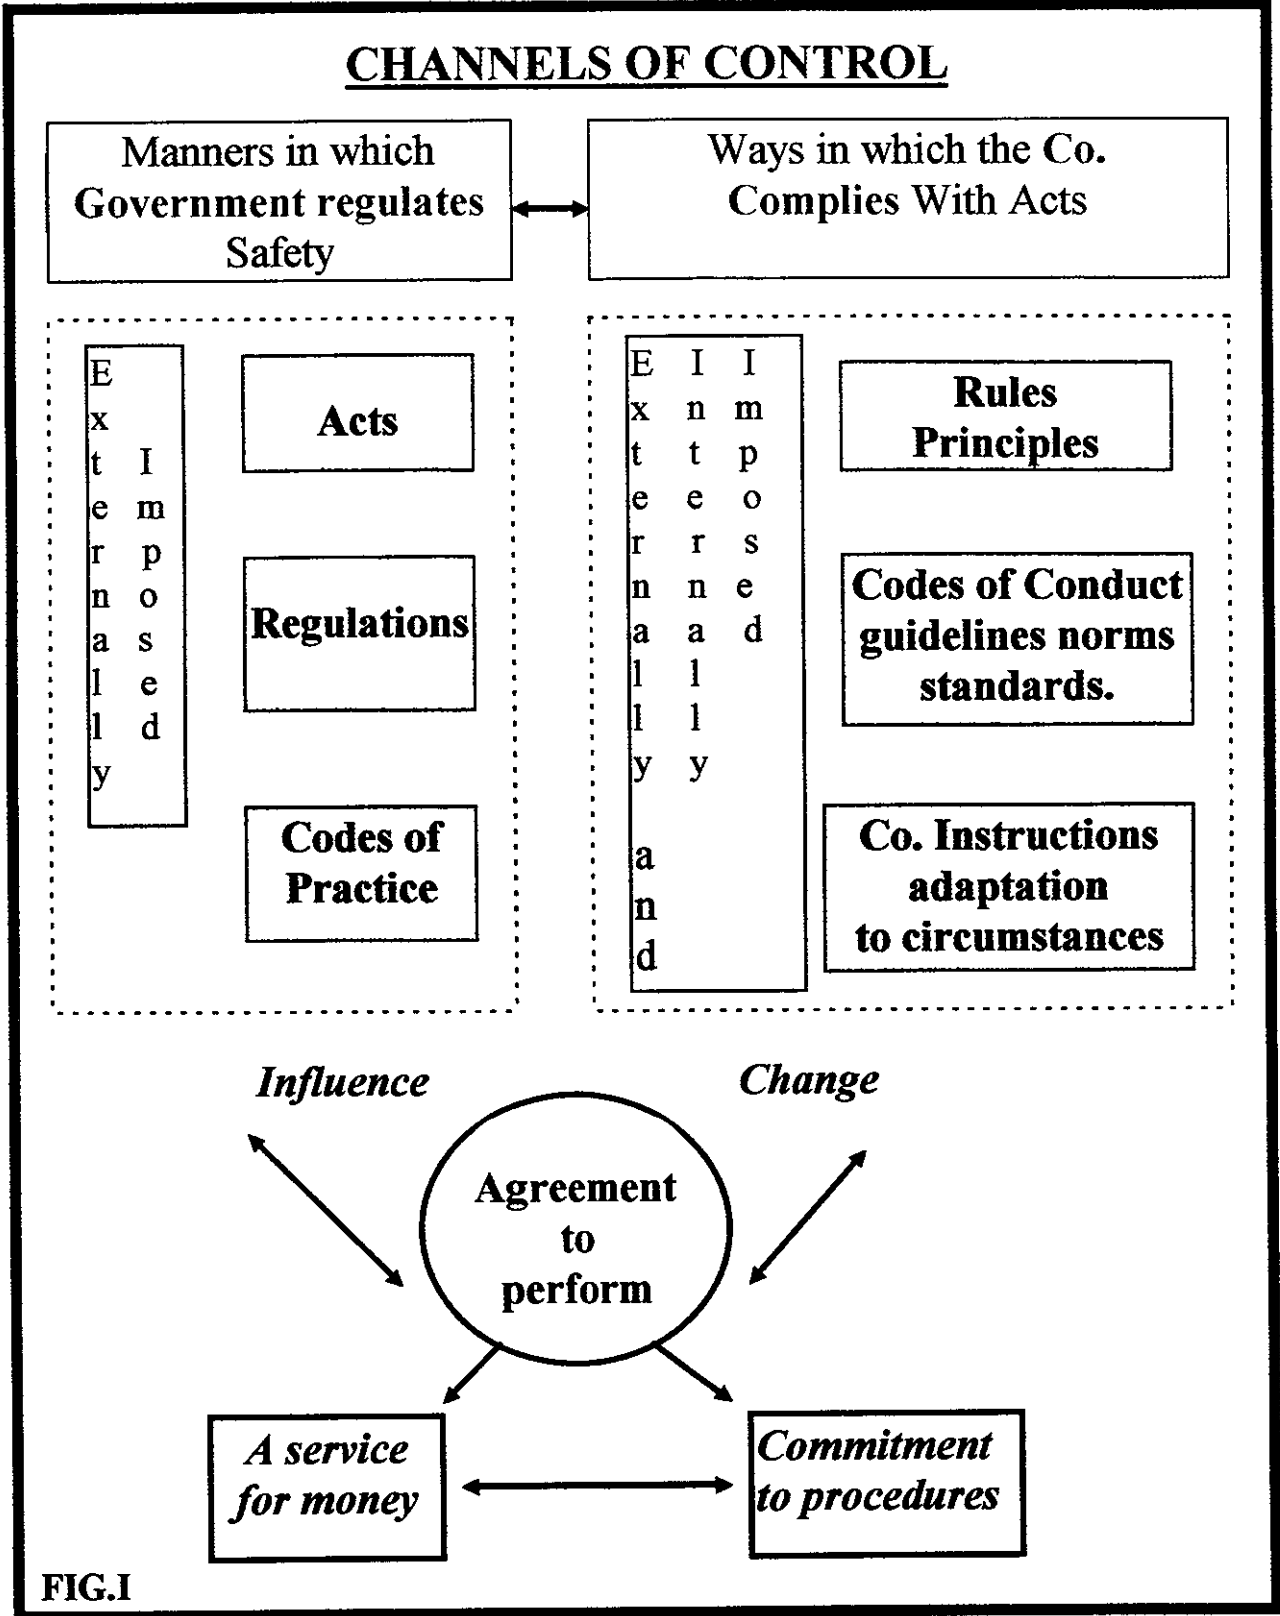 CHANNELS OF CONTROL
Manners in which
Government regulates
Safety
Ways in which the Co.
Complies With Acts
Externally
Imposed
Acts
Regulations
Codes of
Practice
Externally and
Internally
Imposed
Rules
Principles
Codes of Conduct
guidelines norms
standards.
Co. Instructions
adaptation
to circumstances
Influence
Change
Agreement
to
perform
A service
for money
Commitment
to procedures
FIG.I